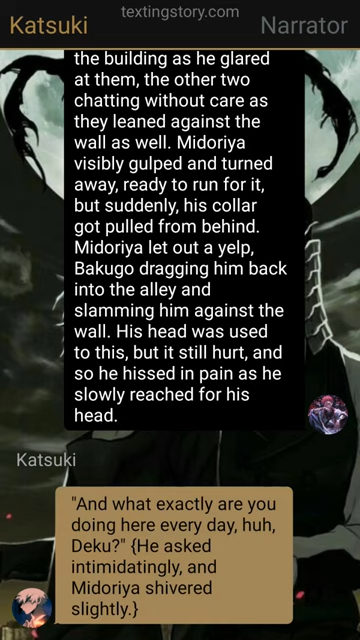 textingstory.com
Katsuki
Narrator
the building as he glared
at them, the other two
chatting without care as
they leaned against the
wall as well. Midoriya
visibly gulped and turned
away, ready to run for it,
but suddenly, his collar
got pulled from behind.
Midoriya let out a yelp,
Bakugo dragging him back
into the alley and
slamming him against the
wall. His head was used
to this, but it still hurt, and
so he hissed in pain as he
slowly reached for his
head.
Katsuki
"And what exactly are you
doing here every day, huh,
Deku?" {He asked
intimidatingly, and
Midoriya shivered
slightly.}